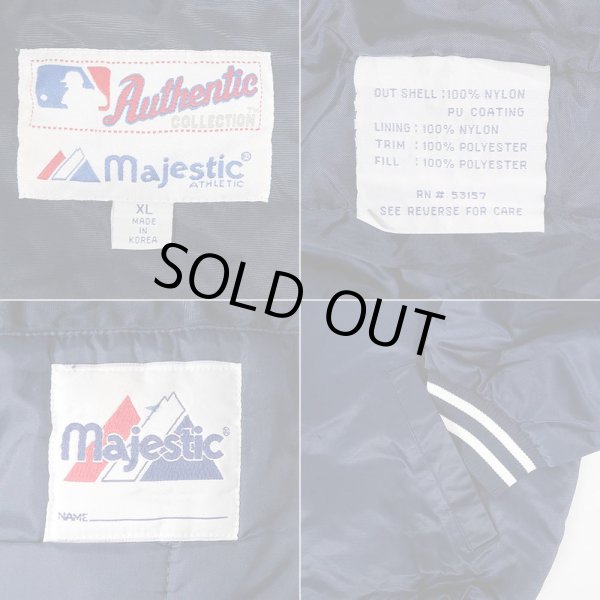 Authentic
COLLECTION
Majestic®
ATHLETIC
XL
MADE
IN
KOREA
OUT SHELL : 100% NYLON
PU COATING
LINING : 100% NYLON
TRIM : 100% POLYESTER
FILL : 100% POLYESTER
RN # 53157
SEE REVERSE FOR CARE
SOLD OUT
Majestic®
NAME